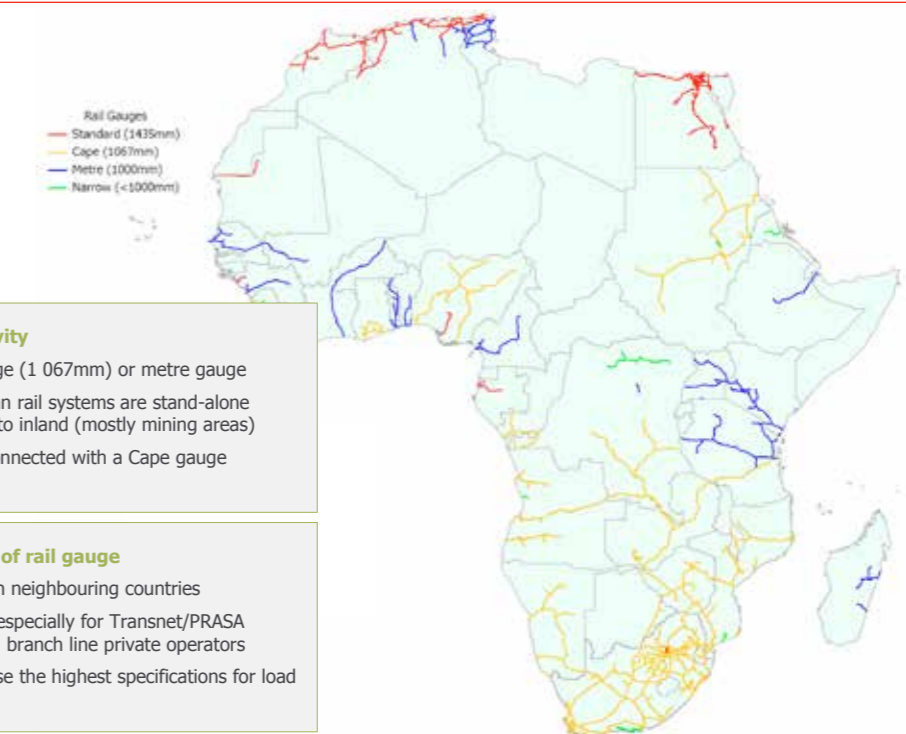 Rail Gauges
Standard (1435mm)
Cape (1067mm)
Metre (1000mm)
Narrow (<1000mm)
vity
ge (1 067mm) or metre gauge
an rail systems are stand-alone
to inland (mostly mining areas)
nnected with a Cape gauge
of rail gauge
n neighbouring countries
especially for Transnet/PRASA
branch line private operators
se the highest specifications for load